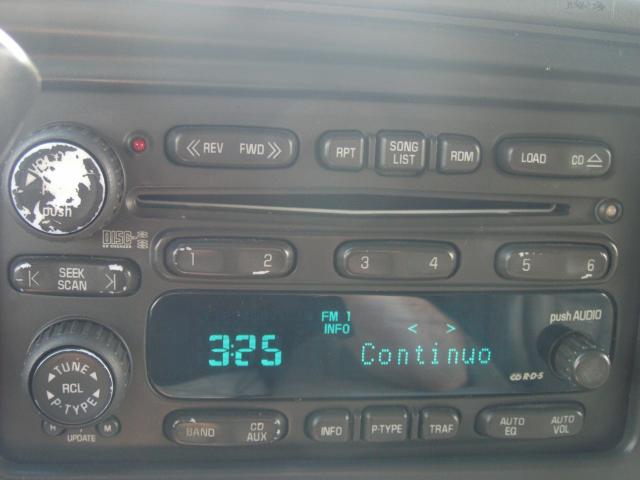 REV FWD
RPT
SONG LIST
RDM
LOAD CD
push
DISC
1 2
3 4
5 6
SEEK SCAN
FM 1
INFO
< >
push AUDIO
3:25
Continuo
R·D·S
TUNE
RCL
P-TYPE
H M
UPDATE
BAND
CD AUX
INFO
P-TYPE
TRAF
AUTO EQ
AUTO VOL